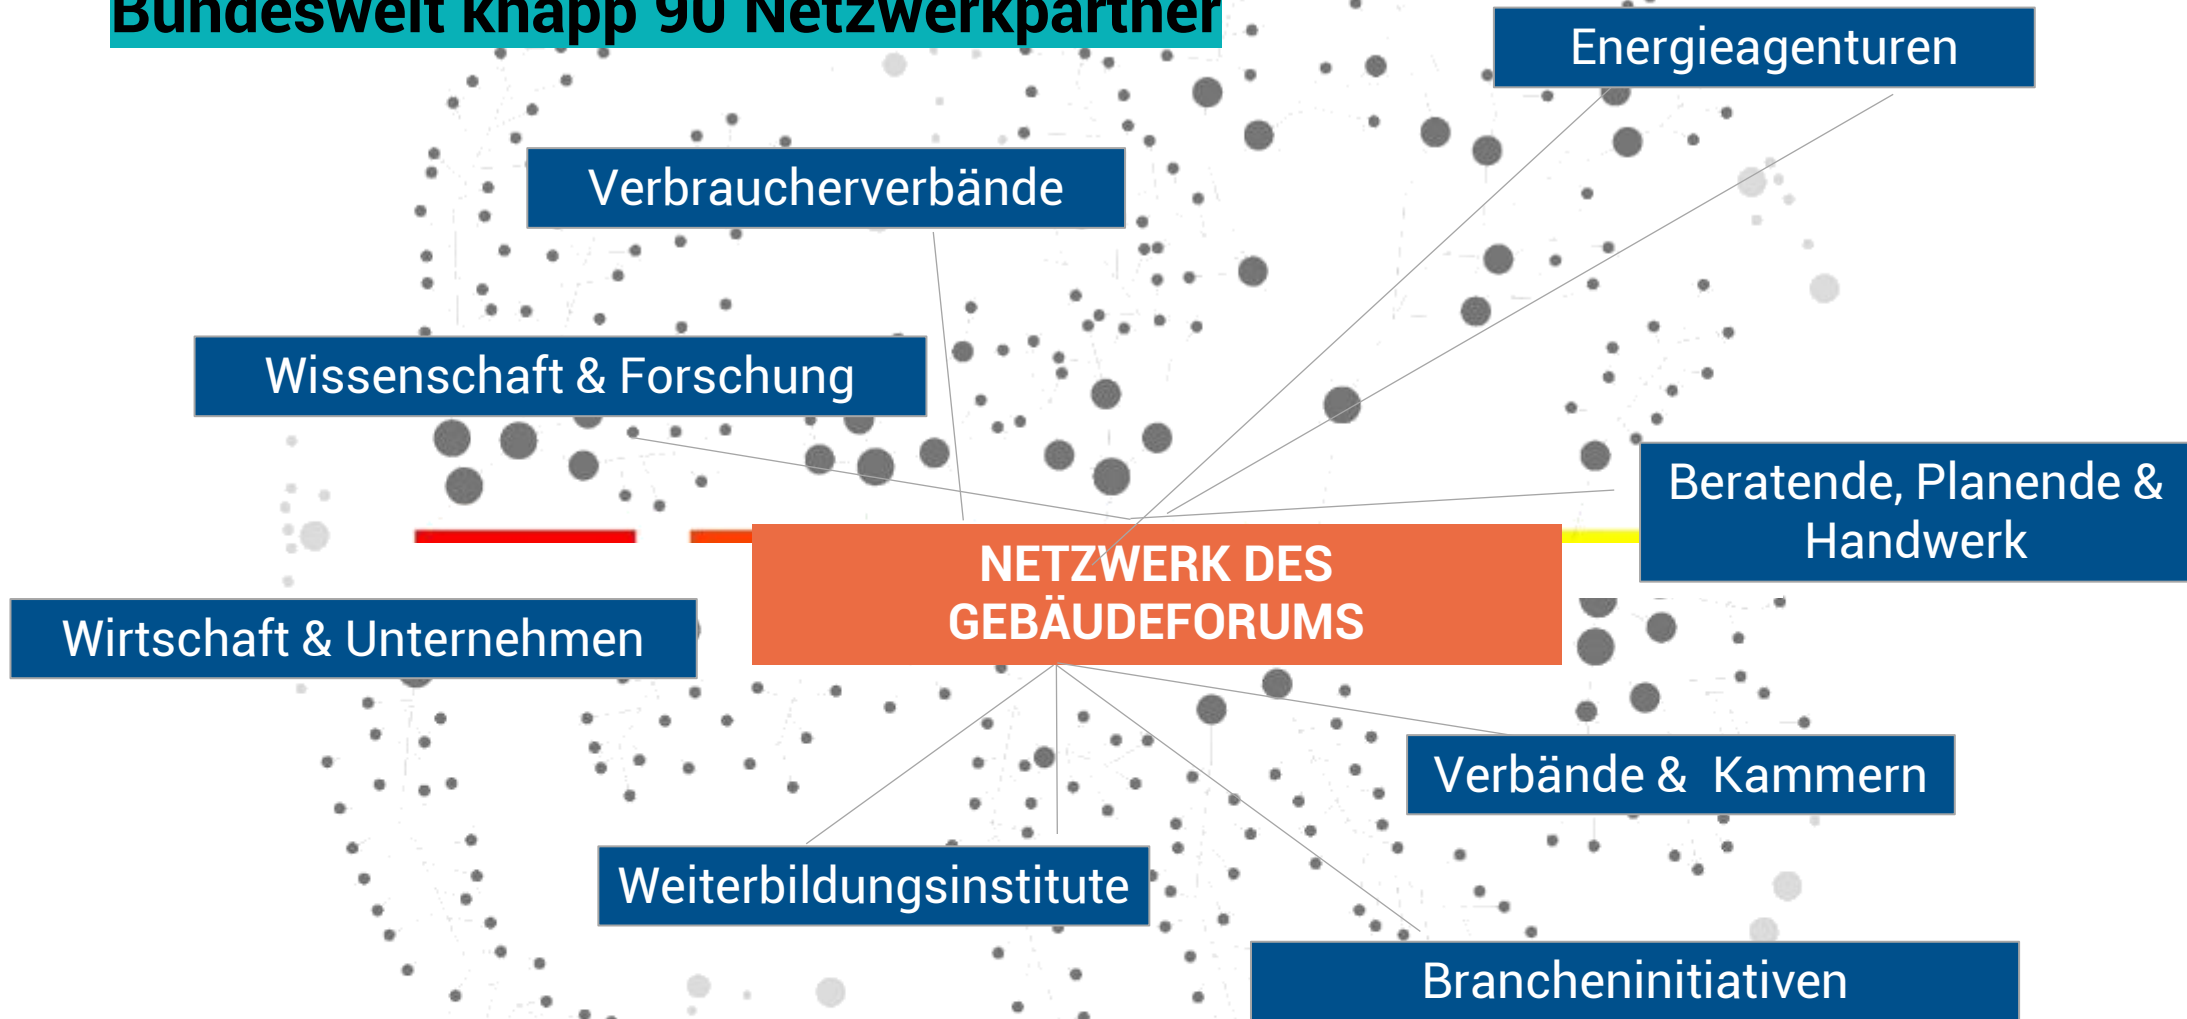 Bundesweit knapp 90 Netzwerkpartner
Energieagenturen
Verbraucherverbände
Wissenschaft & Forschung
Beratende, Planende &
Handwerk
NETZWERK DES
GEBÄUDEFORUMS
Wirtschaft & Unternehmen
Verbände & Kammern
Weiterbildungsinstitute
Brancheninitiativen